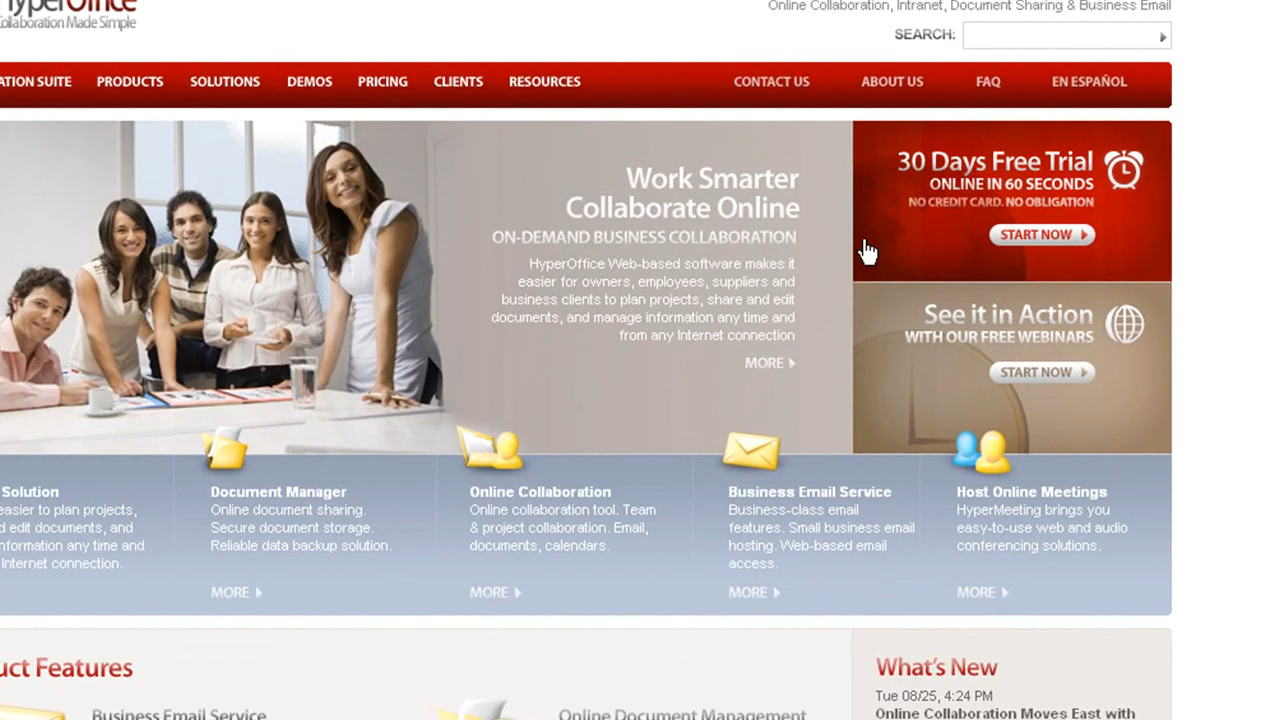 HyperOffice
Collaboration Made Simple
Online Collaboration, Intranet, Document Sharing & Business Email
SEARCH:
ATION SUITE PRODUCTS SOLUTIONS DEMOS PRICING CLIENTS RESOURCES CONTACT US ABOUT US FAQ EN ESPAÑOL
Work Smarter
Collaborate Online
ON-DEMAND BUSINESS COLLABORATION
HyperOffice Web-based software makes it
easier for owners, employees, suppliers and
business clients to plan projects, share and edit
documents, and manage information any time and
from any Internet connection
MORE
30 Days Free Trial
ONLINE IN 60 SECONDS
NO CREDIT CARD. NO OBLIGATION
START NOW
See it in Action
WITH OUR FREE WEBINARS
START NOW
Solution
easier to plan projects,
d edit documents, and
nformation any time and
Internet connection.
Document Manager
Online document sharing.
Secure document storage.
Reliable data backup solution.
MORE
Online Collaboration
Online collaboration tool. Team
& project collaboration. Email,
documents, calendars.
MORE
Business Email Service
Business-class email
features. Small business email
hosting. Web-based email
access.
MORE
Host Online Meetings
HyperMeeting brings you
easy-to-use web and audio
conferencing solutions.
MORE
uct Features
Business Email Service
Online Document Management
What's New
Tue 08/25, 4:24 PM
Online Collaboration Moves East with